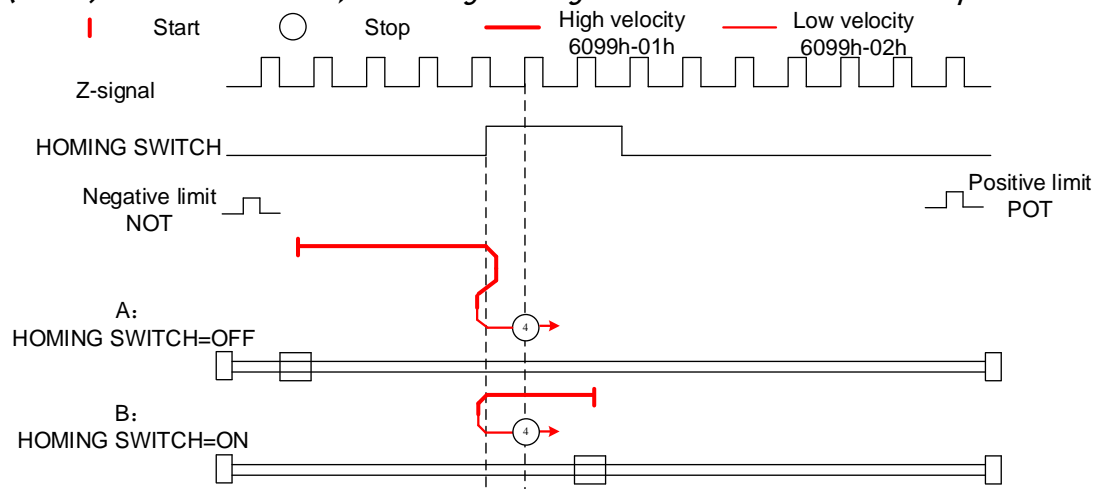 Start
Stop
High velocity
6099h-01h
Low velocity
6099h-02h
Z-signal
HOMING SWITCH
Negative limit
NOT
Positive limit
POT
A：
HOMING SWITCH=OFF
4
B：
HOMING SWITCH=ON
4